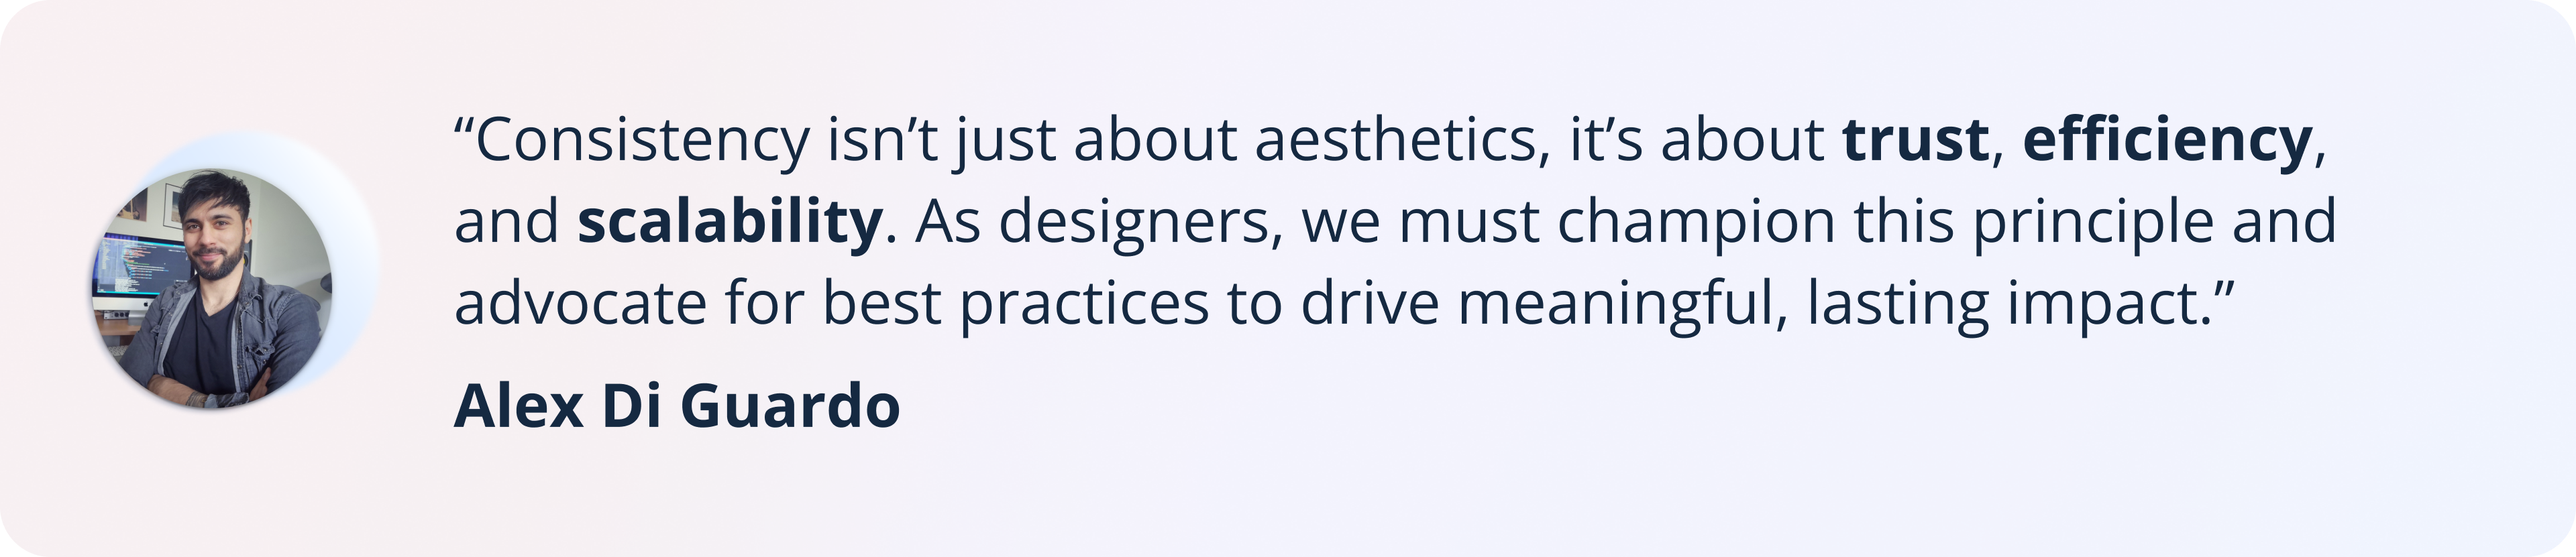 “Consistency isn’t just about aesthetics, it’s about trust, efficiency,
and scalability. As designers, we must champion this principle and
advocate for best practices to drive meaningful, lasting impact.”
Alex Di Guardo